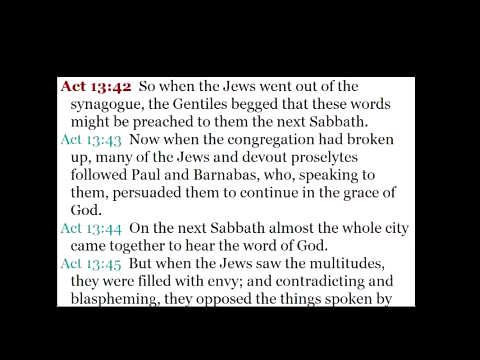 Act 13:42 So when the Jews went out of the
synagogue, the Gentiles begged that these words
might be preached to them the next Sabbath.
Act 13:43 Now when the congregation had broken
up, many of the Jews and devout proselytes
followed Paul and Barnabas, who, speaking to
them, persuaded them to continue in the grace of
God.
Act 13:44 On the next Sabbath almost the whole city
came together to hear the word of God.
Act 13:45 But when the Jews saw the multitudes,
they were filled with envy; and contradicting and
blaspheming, they opposed the things spoken by